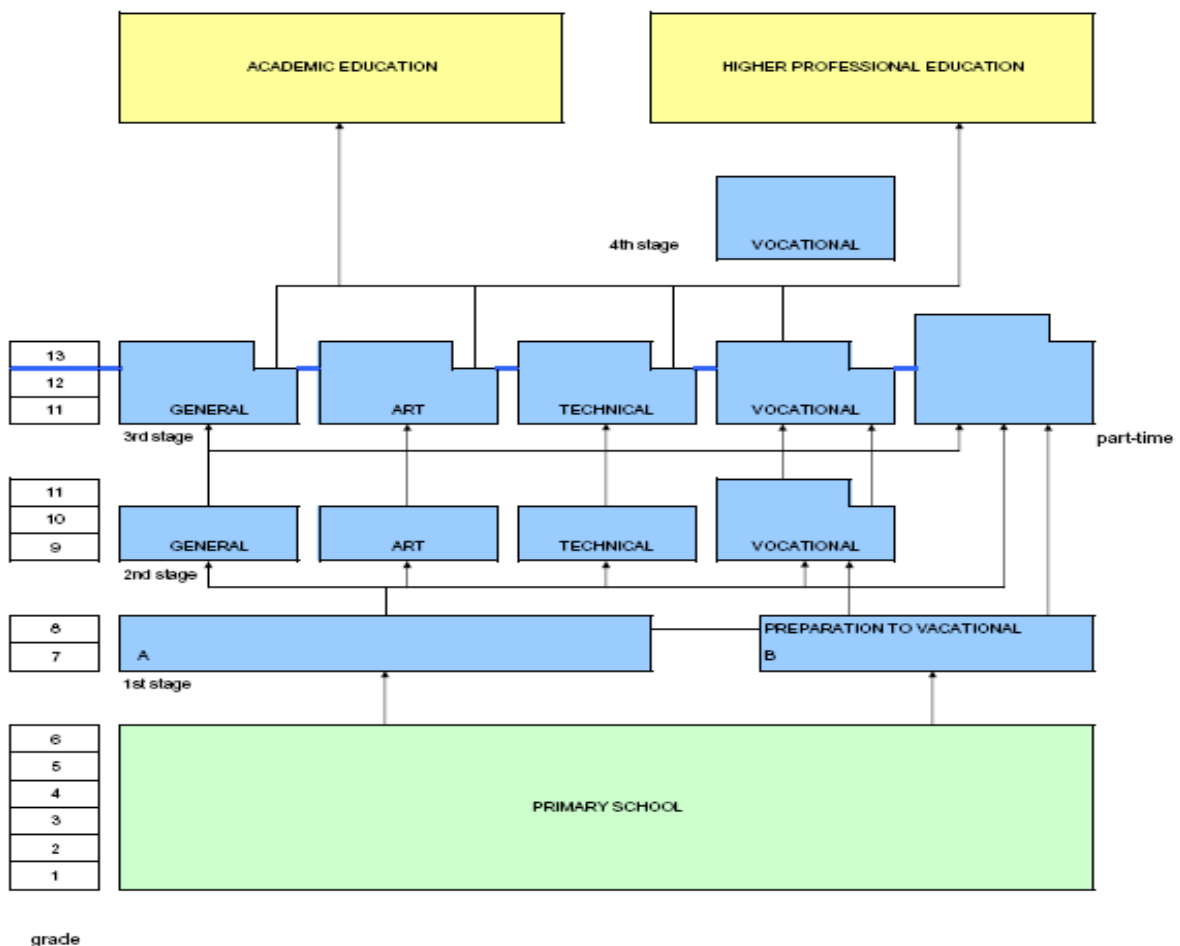 ACADEMIC EDUCATION
HIGHER PROFESSIONAL EDUCATION
4th stage
VOCATIONAL
13
12
11
GENERAL
ART
TECHNICAL
VOCATIONAL
3rd stage
part-time
11
10
9
GENERAL
ART
TECHNICAL
VOCATIONAL
2nd stage
8
7
A
PREPARATION TO VACATIONAL
B
1st stage
6
5
4
3
2
1
PRIMARY SCHOOL
grade